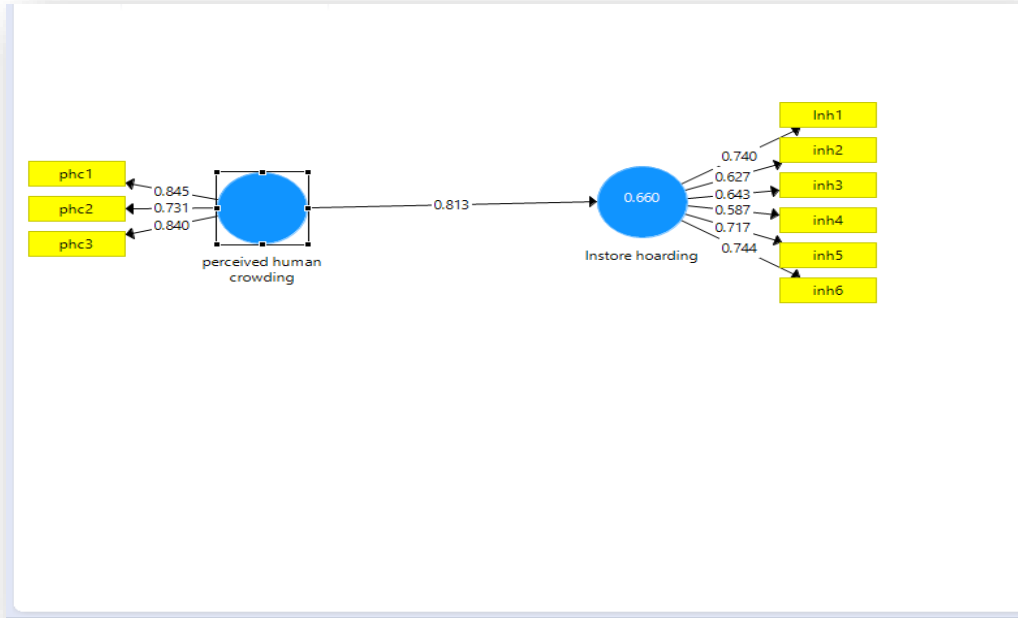 phc1
phc2
phc3
0.845
0.731
0.840
perceived human
crowding
0.813
0.660
Instore hoarding
0.740
0.627
0.643
0.587
0.717
0.744
Inh1
inh2
inh3
inh4
inh5
inh6